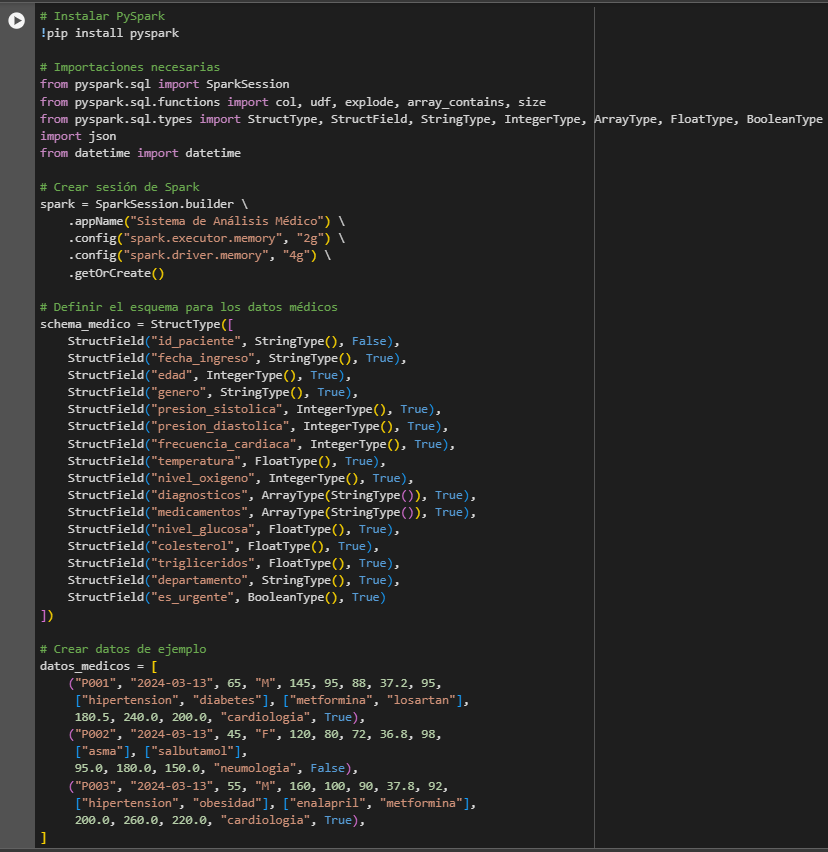 # Instalar PySpark
!pip install pyspark

# Importaciones necesarias
from pyspark.sql import SparkSession
from pyspark.sql.functions import col, udf, explode, array_contains, size
from pyspark.sql.types import StructType, StructField, StringType, IntegerType, ArrayType, FloatType, BooleanType
import json
from datetime import datetime

# Crear sesión de Spark
spark = SparkSession.builder \
    .appName("Sistema de Análisis Médico") \
    .config("spark.executor.memory", "2g") \
    .config("spark.driver.memory", "4g") \
    .getOrCreate()

# Definir el esquema para los datos médicos
schema_medico = StructType([
    StructField("id_paciente", StringType(), False),
    StructField("fecha_ingreso", StringType(), True),
    StructField("edad", IntegerType(), True),
    StructField("genero", StringType(), True),
    StructField("presion_sistolica", IntegerType(), True),
    StructField("presion_diastolica", IntegerType(), True),
    StructField("frecuencia_cardiaca", IntegerType(), True),
    StructField("temperatura", FloatType(), True),
    StructField("nivel_oxigeno", IntegerType(), True),
    StructField("diagnosticos", ArrayType(StringType()), True),
    StructField("medicamentos", ArrayType(StringType()), True),
    StructField("nivel_glucosa", FloatType(), True),
    StructField("colesterol", FloatType(), True),
    StructField("trigliceridos", FloatType(), True),
    StructField("departamento", StringType(), True),
    StructField("es_urgente", BooleanType(), True)
])

# Crear datos de ejemplo
datos_medicos = [
    ("P001", "2024-03-13", 65, "M", 145, 95, 88, 37.2, 95,
     ["hipertension", "diabetes"], ["metformina", "losartan"],
     180.5, 240.0, 200.0, "cardiologia", True),
    ("P002", "2024-03-13", 45, "F", 120, 80, 72, 36.8, 98,
     ["asma"], ["salbutamol"],
     95.0, 180.0, 150.0, "neumologia", False),
    ("P003", "2024-03-13", 55, "M", 160, 100, 90, 37.8, 92,
     ["hipertension", "obesidad"], ["enalapril", "metformina"],
     200.0, 260.0, 220.0, "cardiologia", True),
]